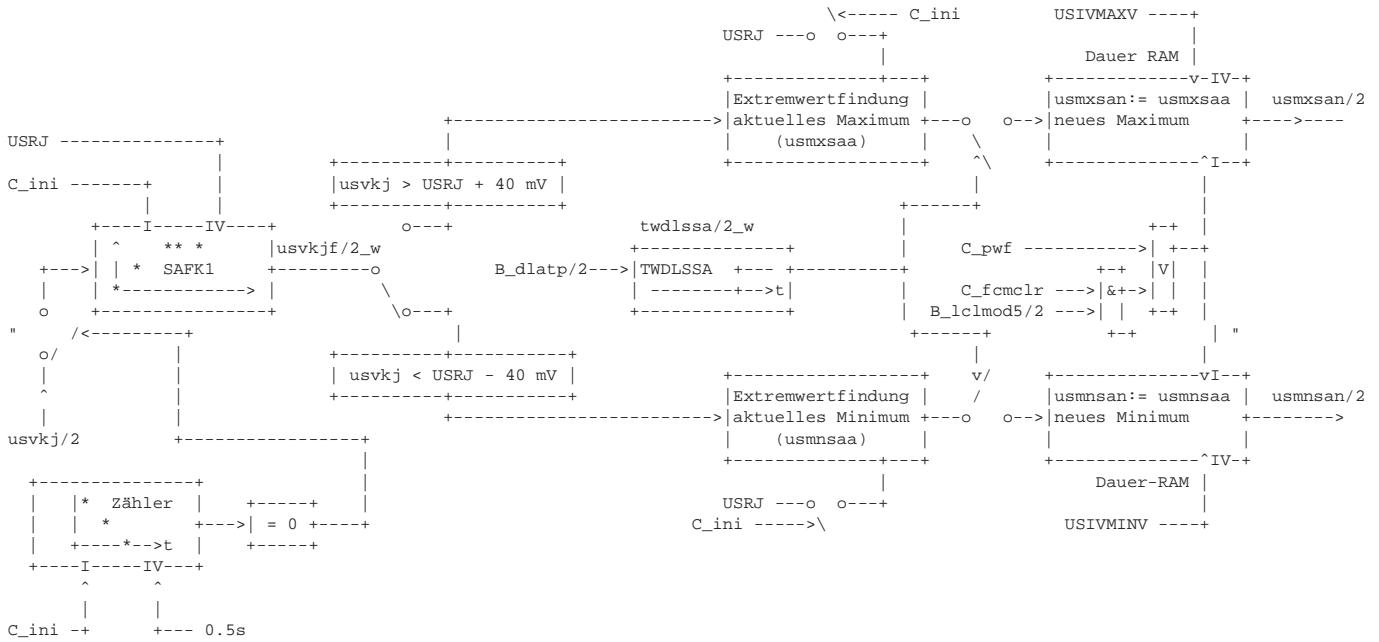 C_ini USIVMAXV
USRJ
Dauer RAM
IV
Extremwertfindung usmxsan:= usmxsaa usmxsan/2
aktuelles Maximum neues Maximum
USRJ (usmxsaa)
I
C_ini usvkj > USRJ + 40 mV
I IV twdlssa/2_w
** * usvkjf/2_w C_pwf
* SAFK1 B_dlatp/2 TWDLSSA V
* t C_fcmclr &
B_lclmod5/2
" "
usvkj < USRJ - 40 mV I
Extremwertfindung usmnsan:= usmnsaa usmnsan/2
aktuelles Minimum neues Minimum
usvkj/2 (usmnsaa)
IV
Dauer-RAM
* Zähler USRJ
* = 0 C_ini USIVMINV
* t
I IV
C_ini 0.5s